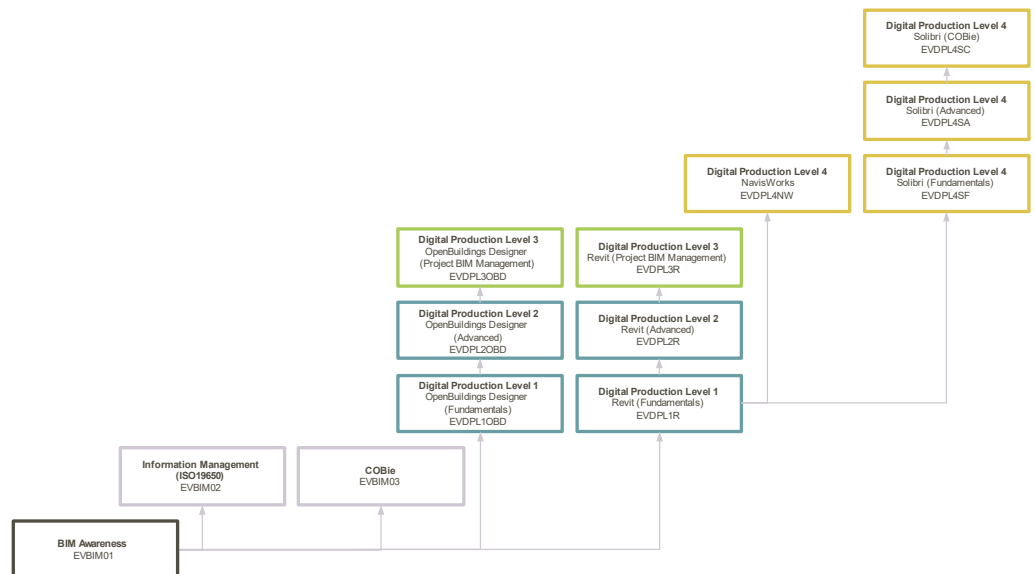 Digital Production Level 4
Solibri (COBie)
EVDPL4SC
Digital Production Level 4
Solibri (Advanced)
EVDPL4SA
Digital Production Level 4
NavisWorks
EVDPL4NW
Digital Production Level 4
Solibri (Fundamentals)
EVDPL4SF
Digital Production Level 3
OpenBuildings Designer
(Project BIM Management)
EVDPL3OBD
Digital Production Level 3
Revit (Project BIM Management)
EVDPL3R
Digital Production Level 2
OpenBuildings Designer
(Advanced)
EVDPL2OBD
Digital Production Level 2
Revit (Advanced)
EVDPL2R
Digital Production Level 1
OpenBuildings Designer
(Fundamentals)
EVDPL1OBD
Digital Production Level 1
Revit (Fundamentals)
EVDPL1R
Information Management
(ISO19650)
EVBIM02
COBie
EVBIM03
BIM Awareness
EVBIM01